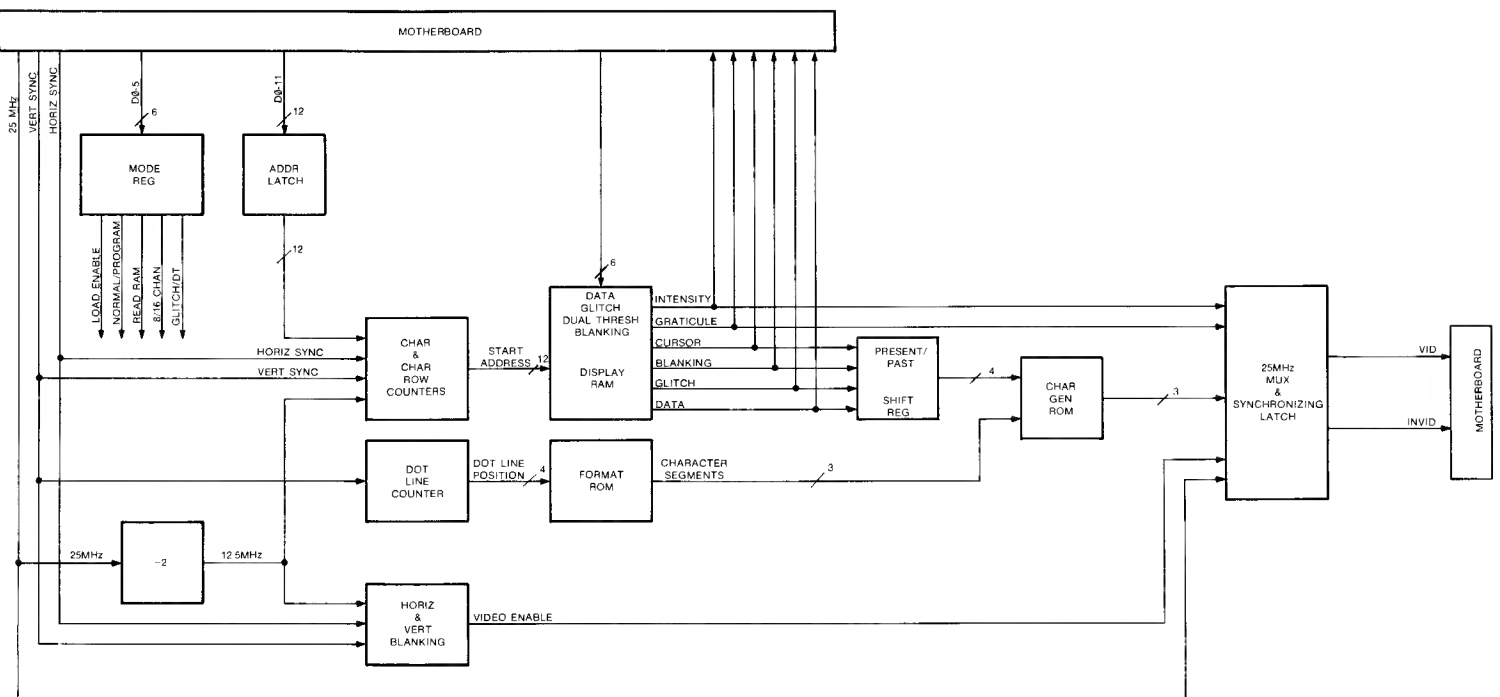 MOTHERBOARD
25 MHz
VERT SYNC
HORIZ SYNC
DØ-5
6
DØ-11
12
6
MODE
REG
ADDR
LATCH
LOAD ENABLE
NORMAL/PROGRAM
READ RAM
8/16 CHAN
GLITCH/DT
12
HORIZ SYNC
VERT SYNC
CHAR
&
CHAR
ROW
COUNTERS
START
ADDRESS
12
DATA
GLITCH
DUAL THRESH
BLANKING
DISPLAY
RAM
INTENSITY
GRATICULE
CURSOR
BLANKING
GLITCH
DATA
PRESENT/
PAST
SHIFT
REG
4
CHAR
GEN
ROM
3
25MHz
MUX
&
SYNCHRONIZING
LATCH
VID
INVID
MOTHERBOARD
DOT
LINE
COUNTER
DOT LINE
POSITION
4
FORMAT
ROM
CHARACTER
SEGMENTS
3
25MHz
–2
12 5MHz
HORIZ
&
VERT
BLANKING
VIDEO ENABLE